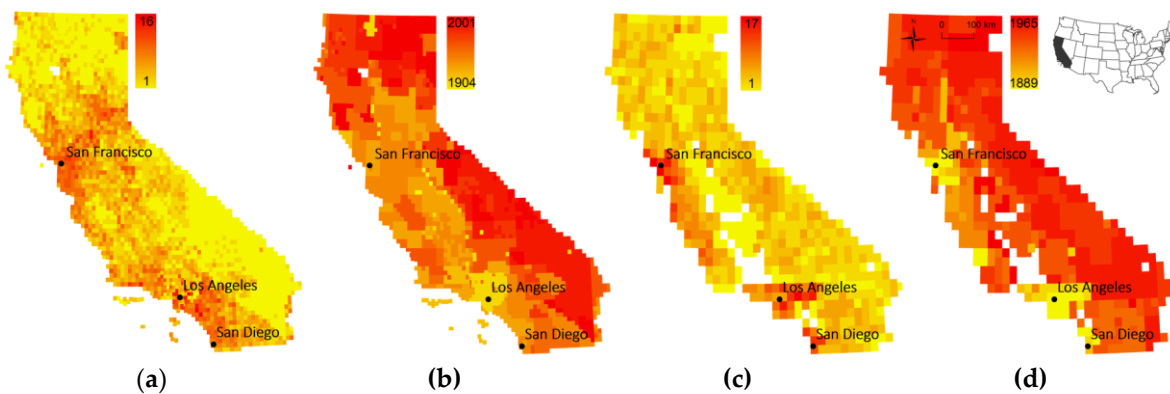 16
1
San Francisco
Los Angeles
San Diego
(a)
2001
1904
San Francisco
Los Angeles
San Diego
(b)
17
1
San Francisco
Los Angeles
San Diego
(c)
N
0 100 km
1965
1889
San Francisco
Los Angeles
San Diego
(d)